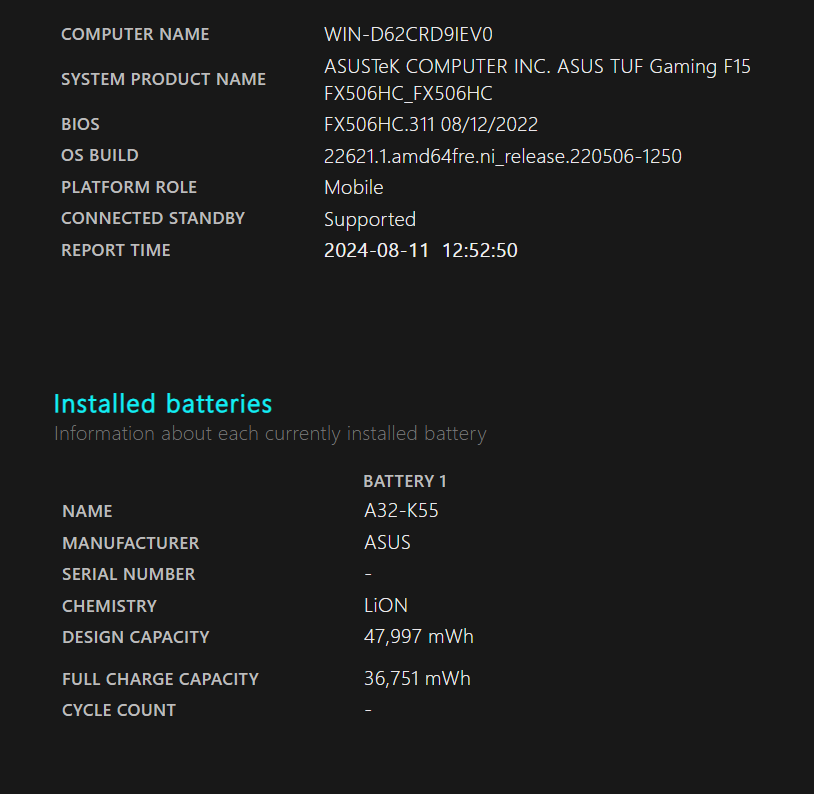 COMPUTER NAME WIN-D62CRD9IEV0
SYSTEM PRODUCT NAME ASUSTeK COMPUTER INC. ASUS TUF Gaming F15
FX506HC_FX506HC
BIOS FX506HC.311 08/12/2022
OS BUILD 22621.1.amd64fre.ni_release.220506-1250
PLATFORM ROLE Mobile
CONNECTED STANDBY Supported
REPORT TIME 2024-08-11 12:52:50
Installed batteries
Information about each currently installed battery
BATTERY 1
NAME A32-K55
MANUFACTURER ASUS
SERIAL NUMBER -
CHEMISTRY LiON
DESIGN CAPACITY 47,997 mWh
FULL CHARGE CAPACITY 36,751 mWh
CYCLE COUNT -